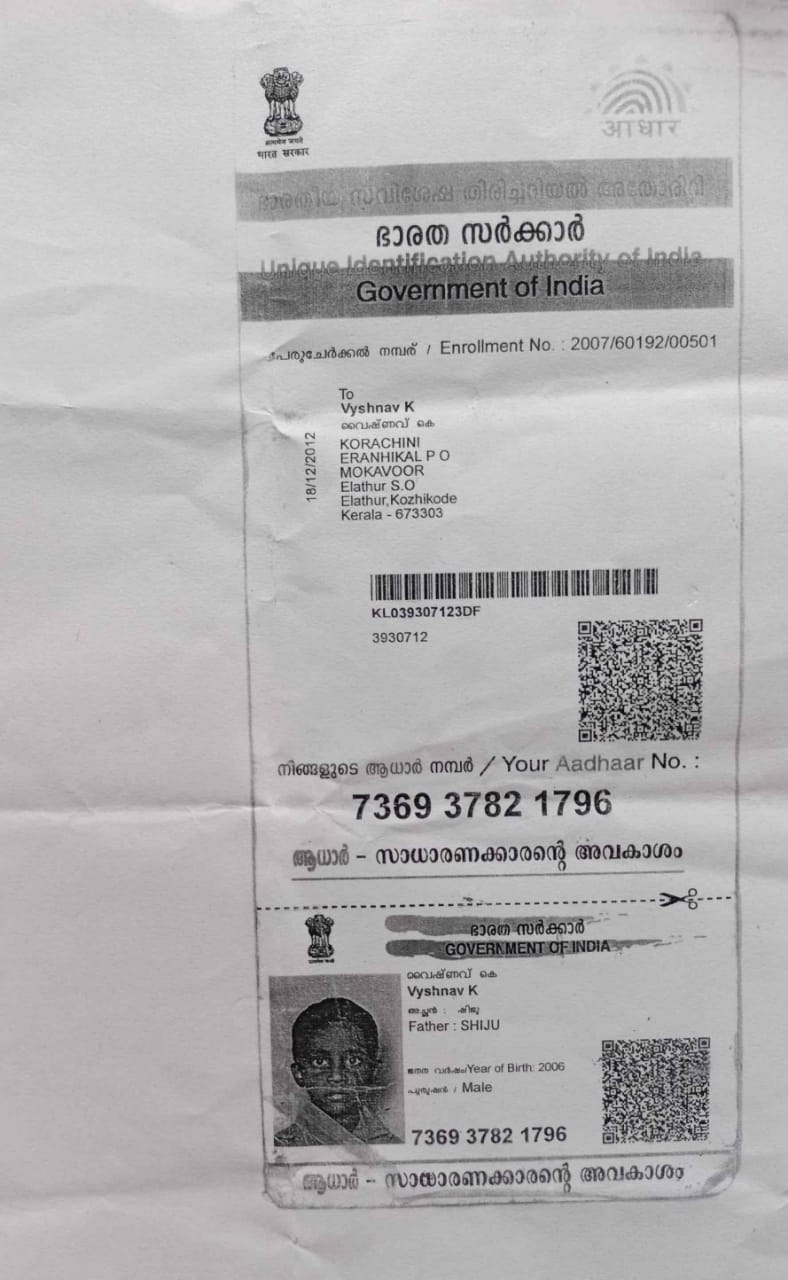 आधार
सत्यमेव जयते
भारत सरकार
ഭാരതീയ സവിശേഷ തിരിച്ചറിയൽ അതോറിറ്റി
ഭാരത സർക്കാർ
Unique Identification Authority of India
Government of India
പേരുചേർക്കൽ നമ്പര് / Enrollment No. : 2007/60192/00501
18/12/2012
To
Vyshnav K
വൈഷ്ണവ് കെ
KORACHINI
ERANHIKAL P O
MOKAVOOR
Elathur S.O
Elathur,Kozhikode
Kerala - 673303
KL039307123DF
3930712
നിങ്ങളുടെ ആധാർ നമ്പർ / Your Aadhaar No. :
7369 3782 1796
ആധാർ – സാധാരണക്കാരന്റെ അവകാശം
ഭാരത സർക്കാർ
GOVERNMENT OF INDIA
വൈഷ്ണവ് കെ
Vyshnav K
അച്ഛൻ : ഷിജു
Father : SHIJU
ജനന വർഷം/Year of Birth: 2006
പുരുഷൻ / Male
7369 3782 1796
ആധാർ – സാധാരണക്കാരന്റെ അവകാശം